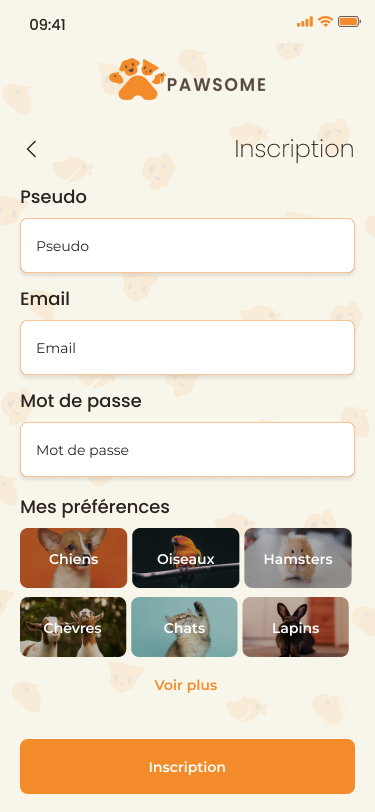 09:41
PAWSOME
Inscription
Pseudo
Pseudo
Email
Email
Mot de passe
Mot de passe
Mes préférences
Chiens Oiseaux Hamsters
Chèvres Chats Lapins
Voir plus
Inscription